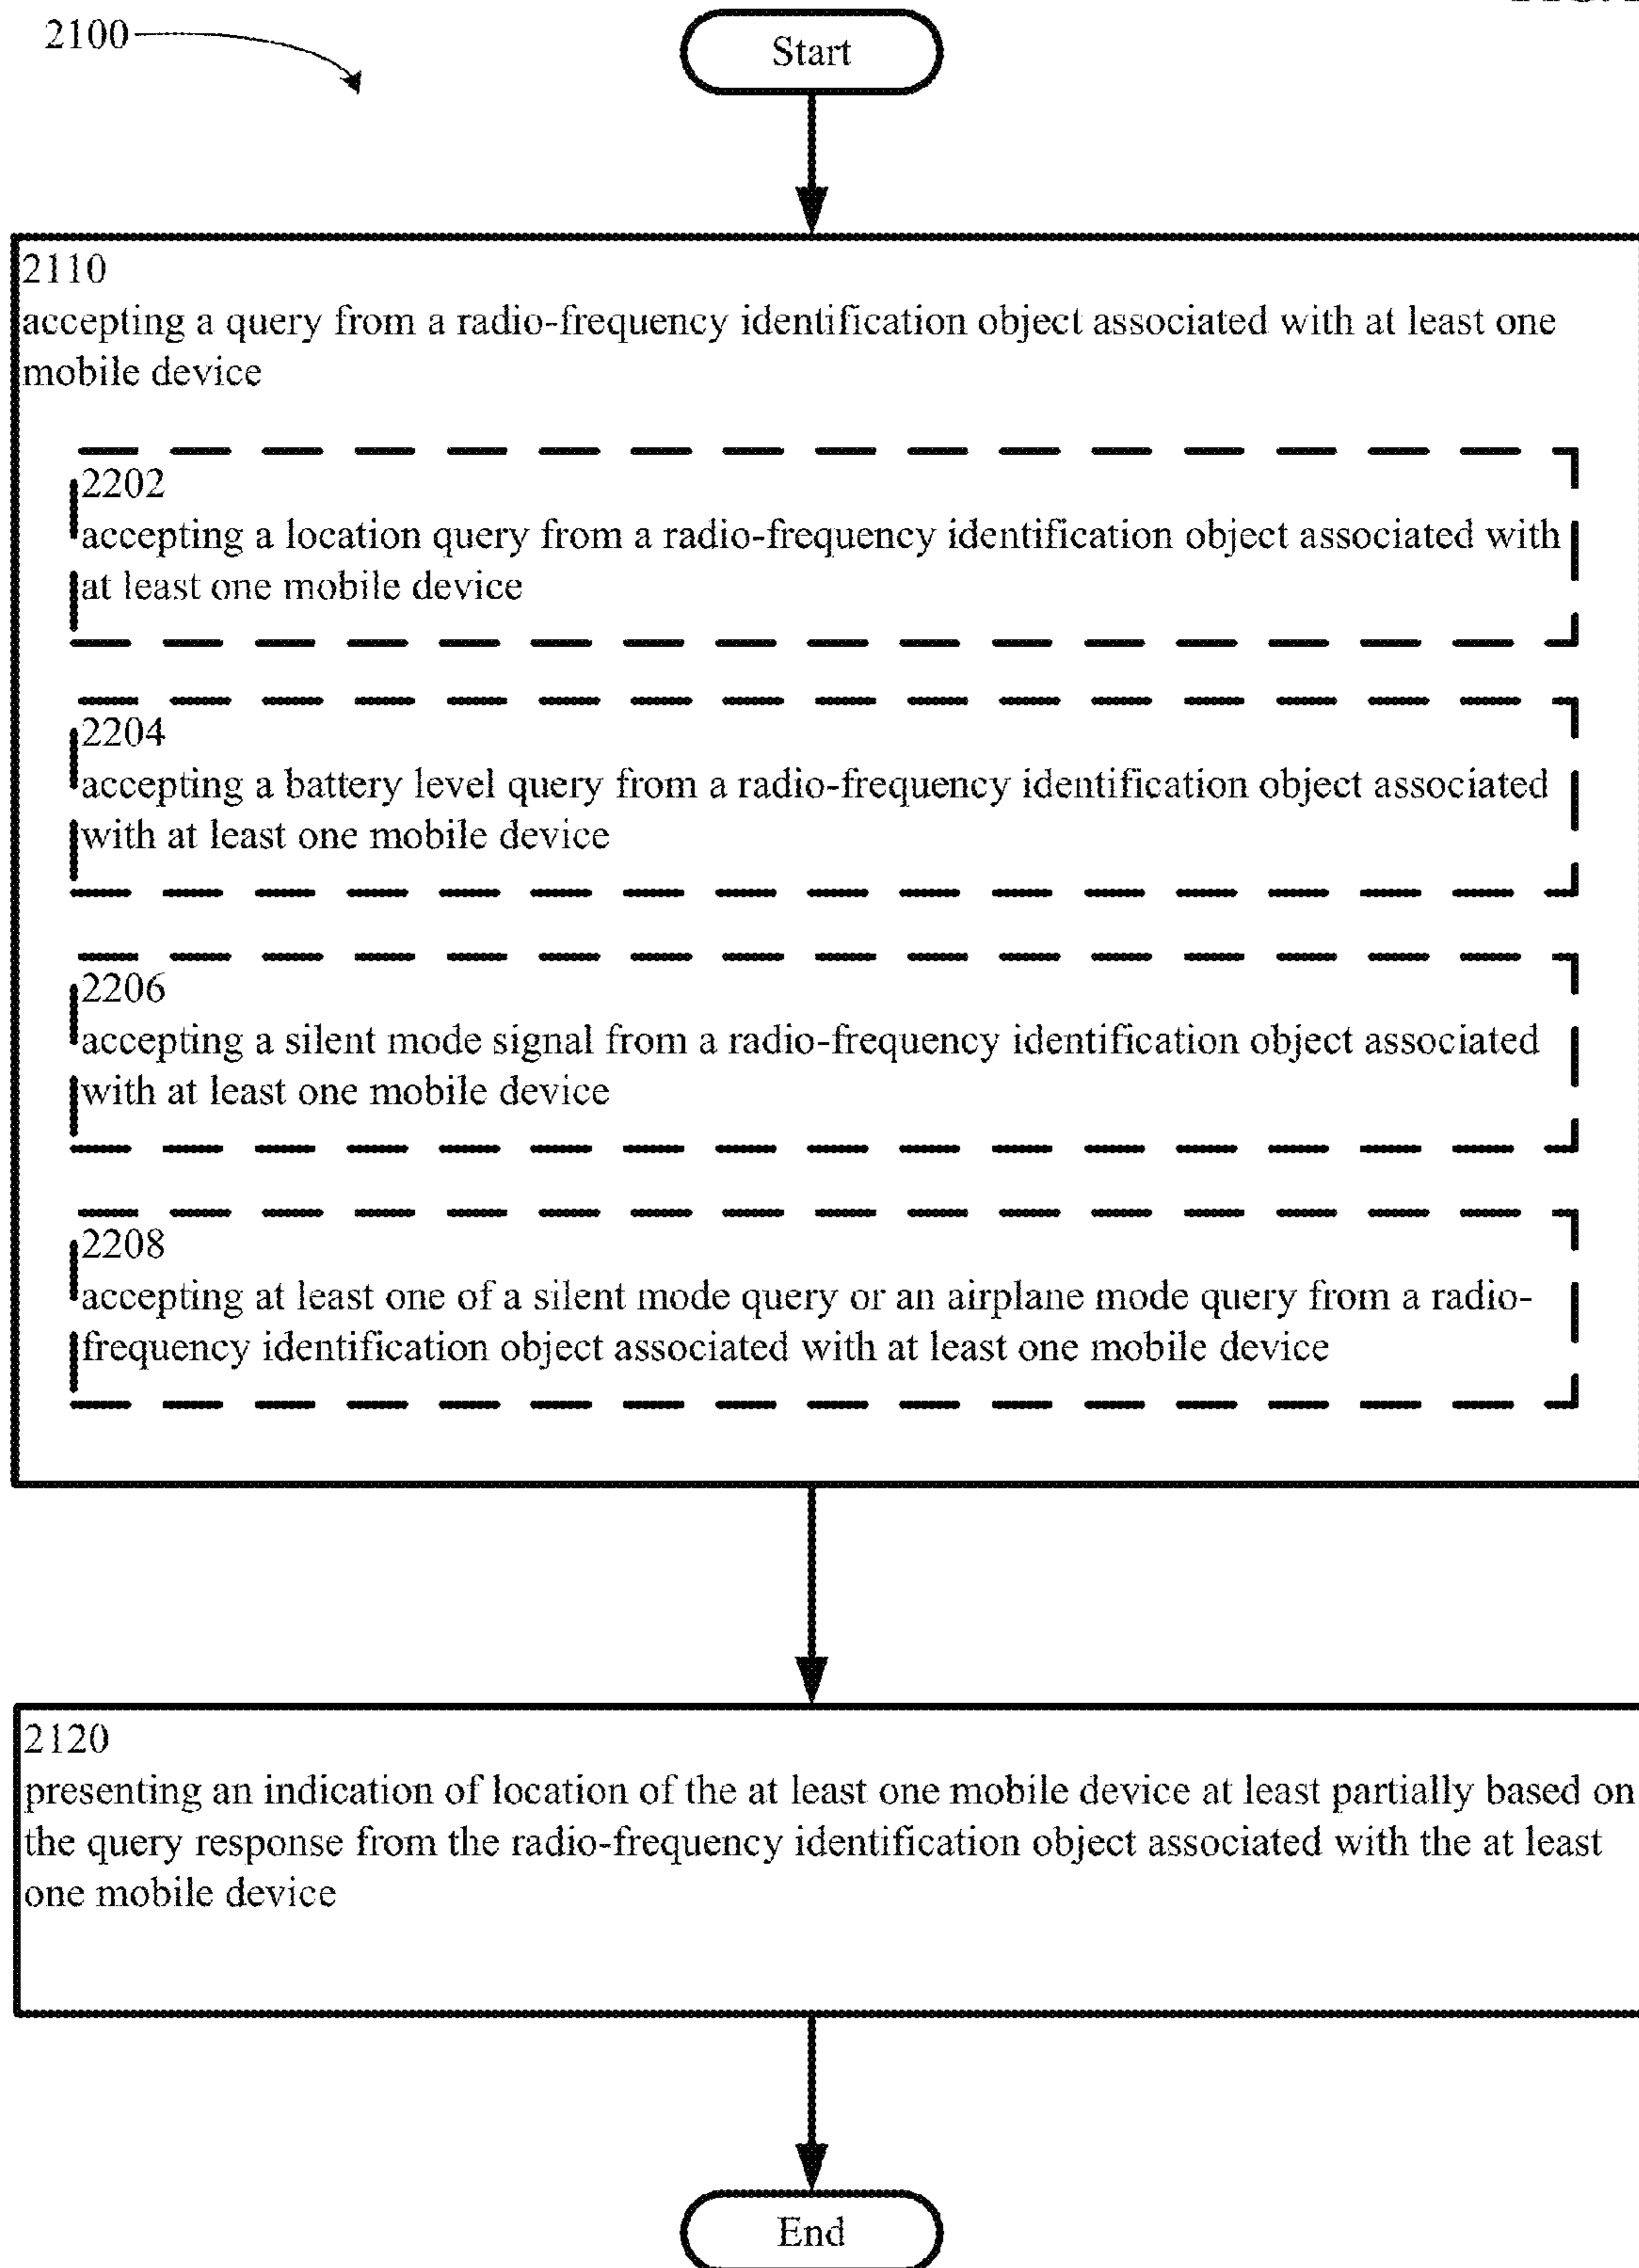 2100
Start
2110
accepting a query from a radio-frequency identification object associated with at least one
mobile device
2202
accepting a location query from a radio-frequency identification object associated with
at least one mobile device
2204
accepting a battery level query from a radio-frequency identification object associated
with at least one mobile device
2206
accepting a silent mode signal from a radio-frequency identification object associated
with at least one mobile device
2208
accepting at least one of a silent mode query or an airplane mode query from a radio-
frequency identification object associated with at least one mobile device
2120
presenting an indication of location of the at least one mobile device at least partially based on
the query response from the radio-frequency identification object associated with the at least
one mobile device
End